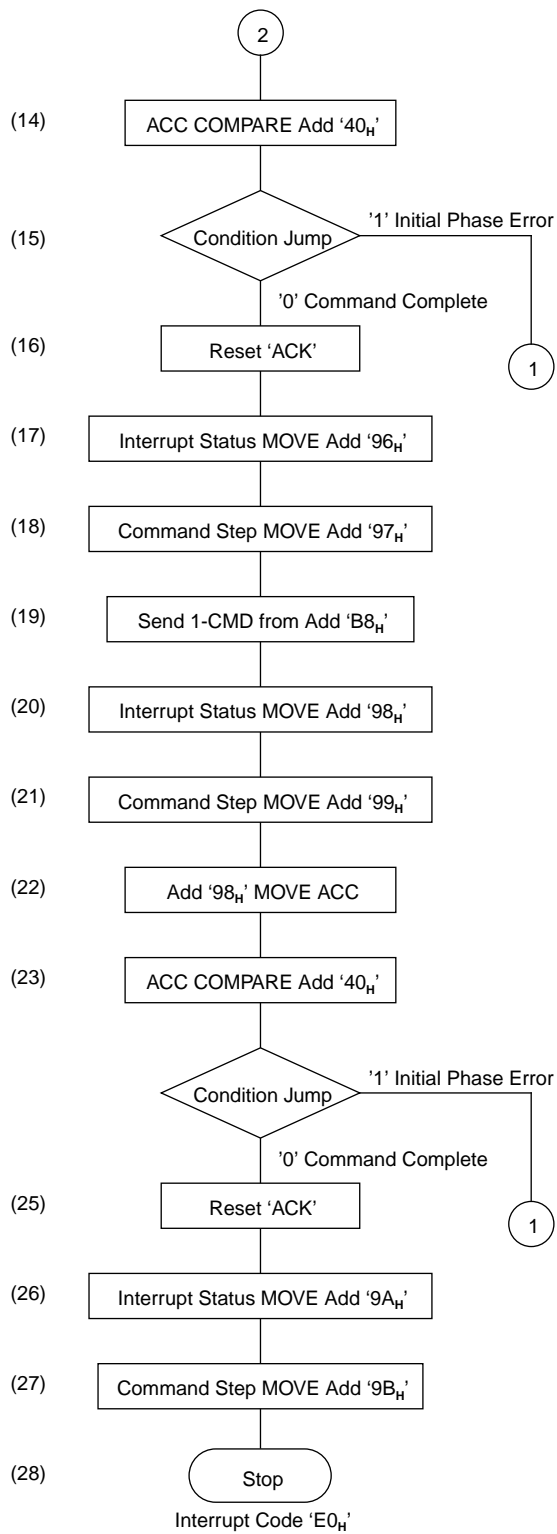 2
(14) ACC COMPARE Add ‘40H’
’1’ Initial Phase Error
(15) Condition Jump
’0’ Command Complete
(16) Reset ‘ACK’
1
(17) Interrupt Status MOVE Add ‘96H’
(18) Command Step MOVE Add ‘97H’
(19) Send 1-CMD from Add ‘B8H’
(20) Interrupt Status MOVE Add ‘98H’
(21) Command Step MOVE Add ‘99H’
(22) Add ‘98H’ MOVE ACC
(23) ACC COMPARE Add ‘40H’
’1’ Initial Phase Error
Condition Jump
’0’ Command Complete
(25) Reset ‘ACK’
1
(26) Interrupt Status MOVE Add ‘9AH’
(27) Command Step MOVE Add ‘9BH’
(28) Stop
Interrupt Code ‘E0H’